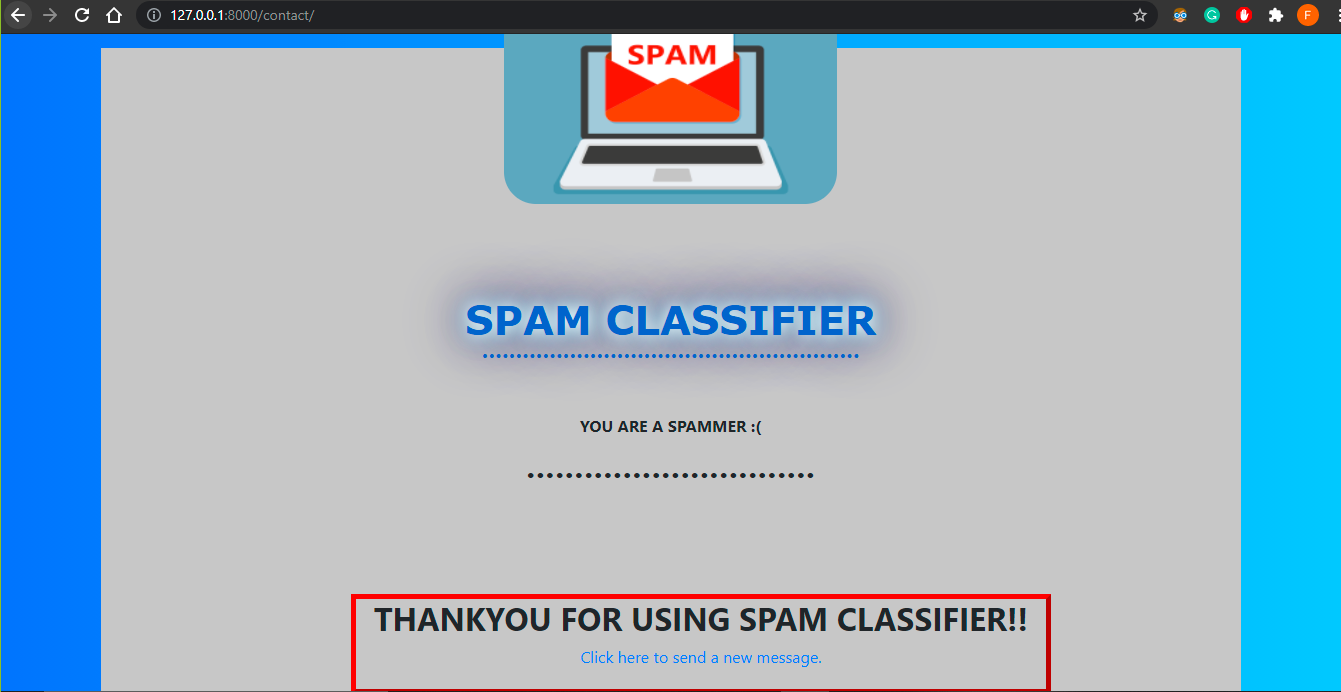 127.0.0.1:8000/contact/
F
SPAM
SPAM CLASSIFIER
YOU ARE A SPAMMER :(
THANKYOU FOR USING SPAM CLASSIFIER!!
Click here to send a new message.